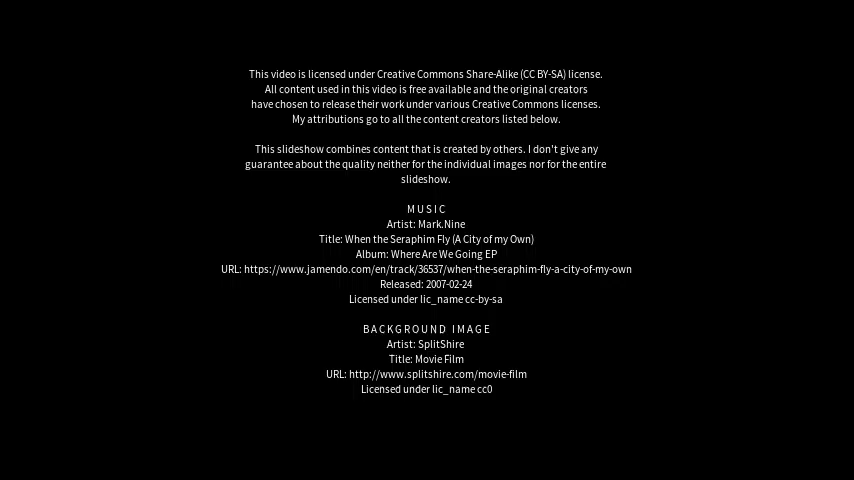 This video is licensed under Creative Commons Share-Alike (CC BY-SA) license.
All content used in this video is free available and the original creators
have chosen to release their work under various Creative Commons licenses.
My attributions go to all the content creators listed below.
This slideshow combines content that is created by others. I don't give any
guarantee about the quality neither for the individual images nor for the entire
slideshow.
M U S I C
Artist: Mark.Nine
Title: When the Seraphim Fly (A City of my Own)
Album: Where Are We Going EP
URL: https://www.jamendo.com/en/track/36537/when-the-seraphim-fly-a-city-of-my-own
Released: 2007-02-24
Licensed under lic_name cc-by-sa
B A C K G R O U N D   I M A G E
Artist: SplitShire
Title: Movie Film
URL: http://www.splitshire.com/movie-film
Licensed under lic_name cc0